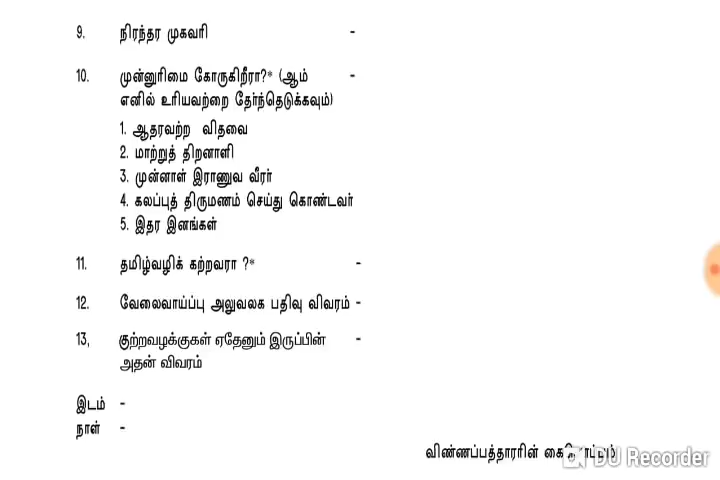 9. நிரந்தர முகவரி -
10. முன்னுரிமை கோருகிறீரா?* (ஆம் -
எனில் உரியவற்றை தேர்ந்தெடுக்கவும்)
1. ஆதரவற்ற விதவை
2. மாற்றுத் திறனாளி
3. முன்னாள் இராணுவ வீரர்
4. கலப்புத் திருமணம் செய்து கொண்டவர்
5. இதர இனங்கள்
11. தமிழ்வழிக் கற்றவரா ?* -
12. வேலைவாய்ப்பு அலுவலக பதிவு விவரம் -
13, குற்றவழக்குகள் ஏதேனும் இருப்பின் -
அதன் விவரம்
இடம் -
நாள் -
விண்ணப்பத்தாரரின்
DU Recorder